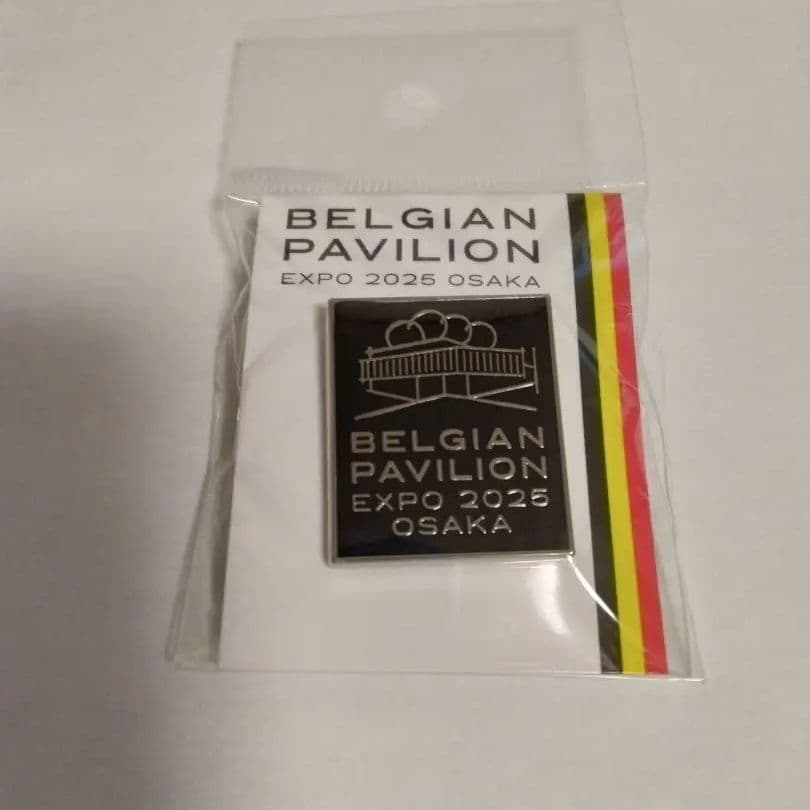 BELGIAN
PAVILION
EXPO 2025 OSAKA
BELGIAN
PAVILION
EXPO 2025
OSAKA